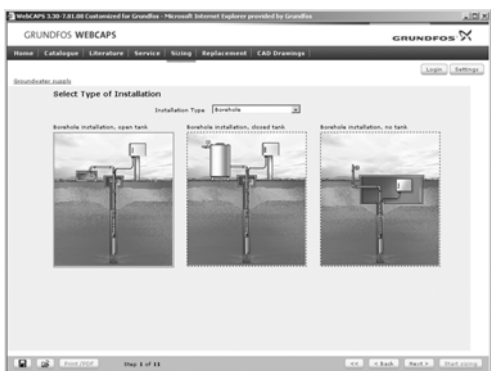 WebCAPS 3.30-7.01.08 Customized for Grundfos - Microsoft Internet Explorer provided by Grundfos
GRUNDFOS WEBCAPS
GRUNDFOS
Home Catalogue Literature Service Sizing Replacement CAD Drawings
Login Settings
Groundwater supply
Select Type of Installation
Installation Type Borehole
Borehole installation, open tank Borehole installation, closed tank Borehole installation, no tank
Print/PDF Step 1 of 11 << < Back Next > Start sizing